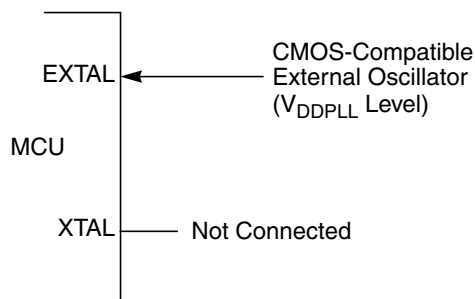 EXTAL
CMOS-Compatible
External Oscillator
(VDDPLL Level)
MCU
XTAL
Not Connected